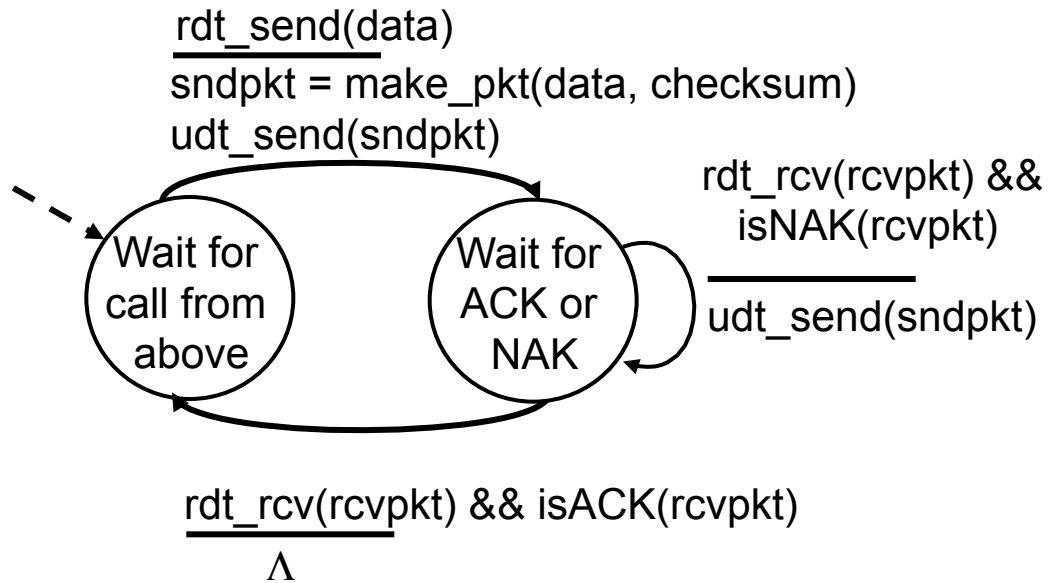 rdt_send(data)
sndpkt = make_pkt(data, checksum)
udt_send(sndpkt)
Wait for
call from
above
Wait for
ACK or
NAK
rdt_rcv(rcvpkt) &&
isNAK(rcvpkt)
udt_send(sndpkt)
rdt_rcv(rcvpkt) && isACK(rcvpkt)
Λ